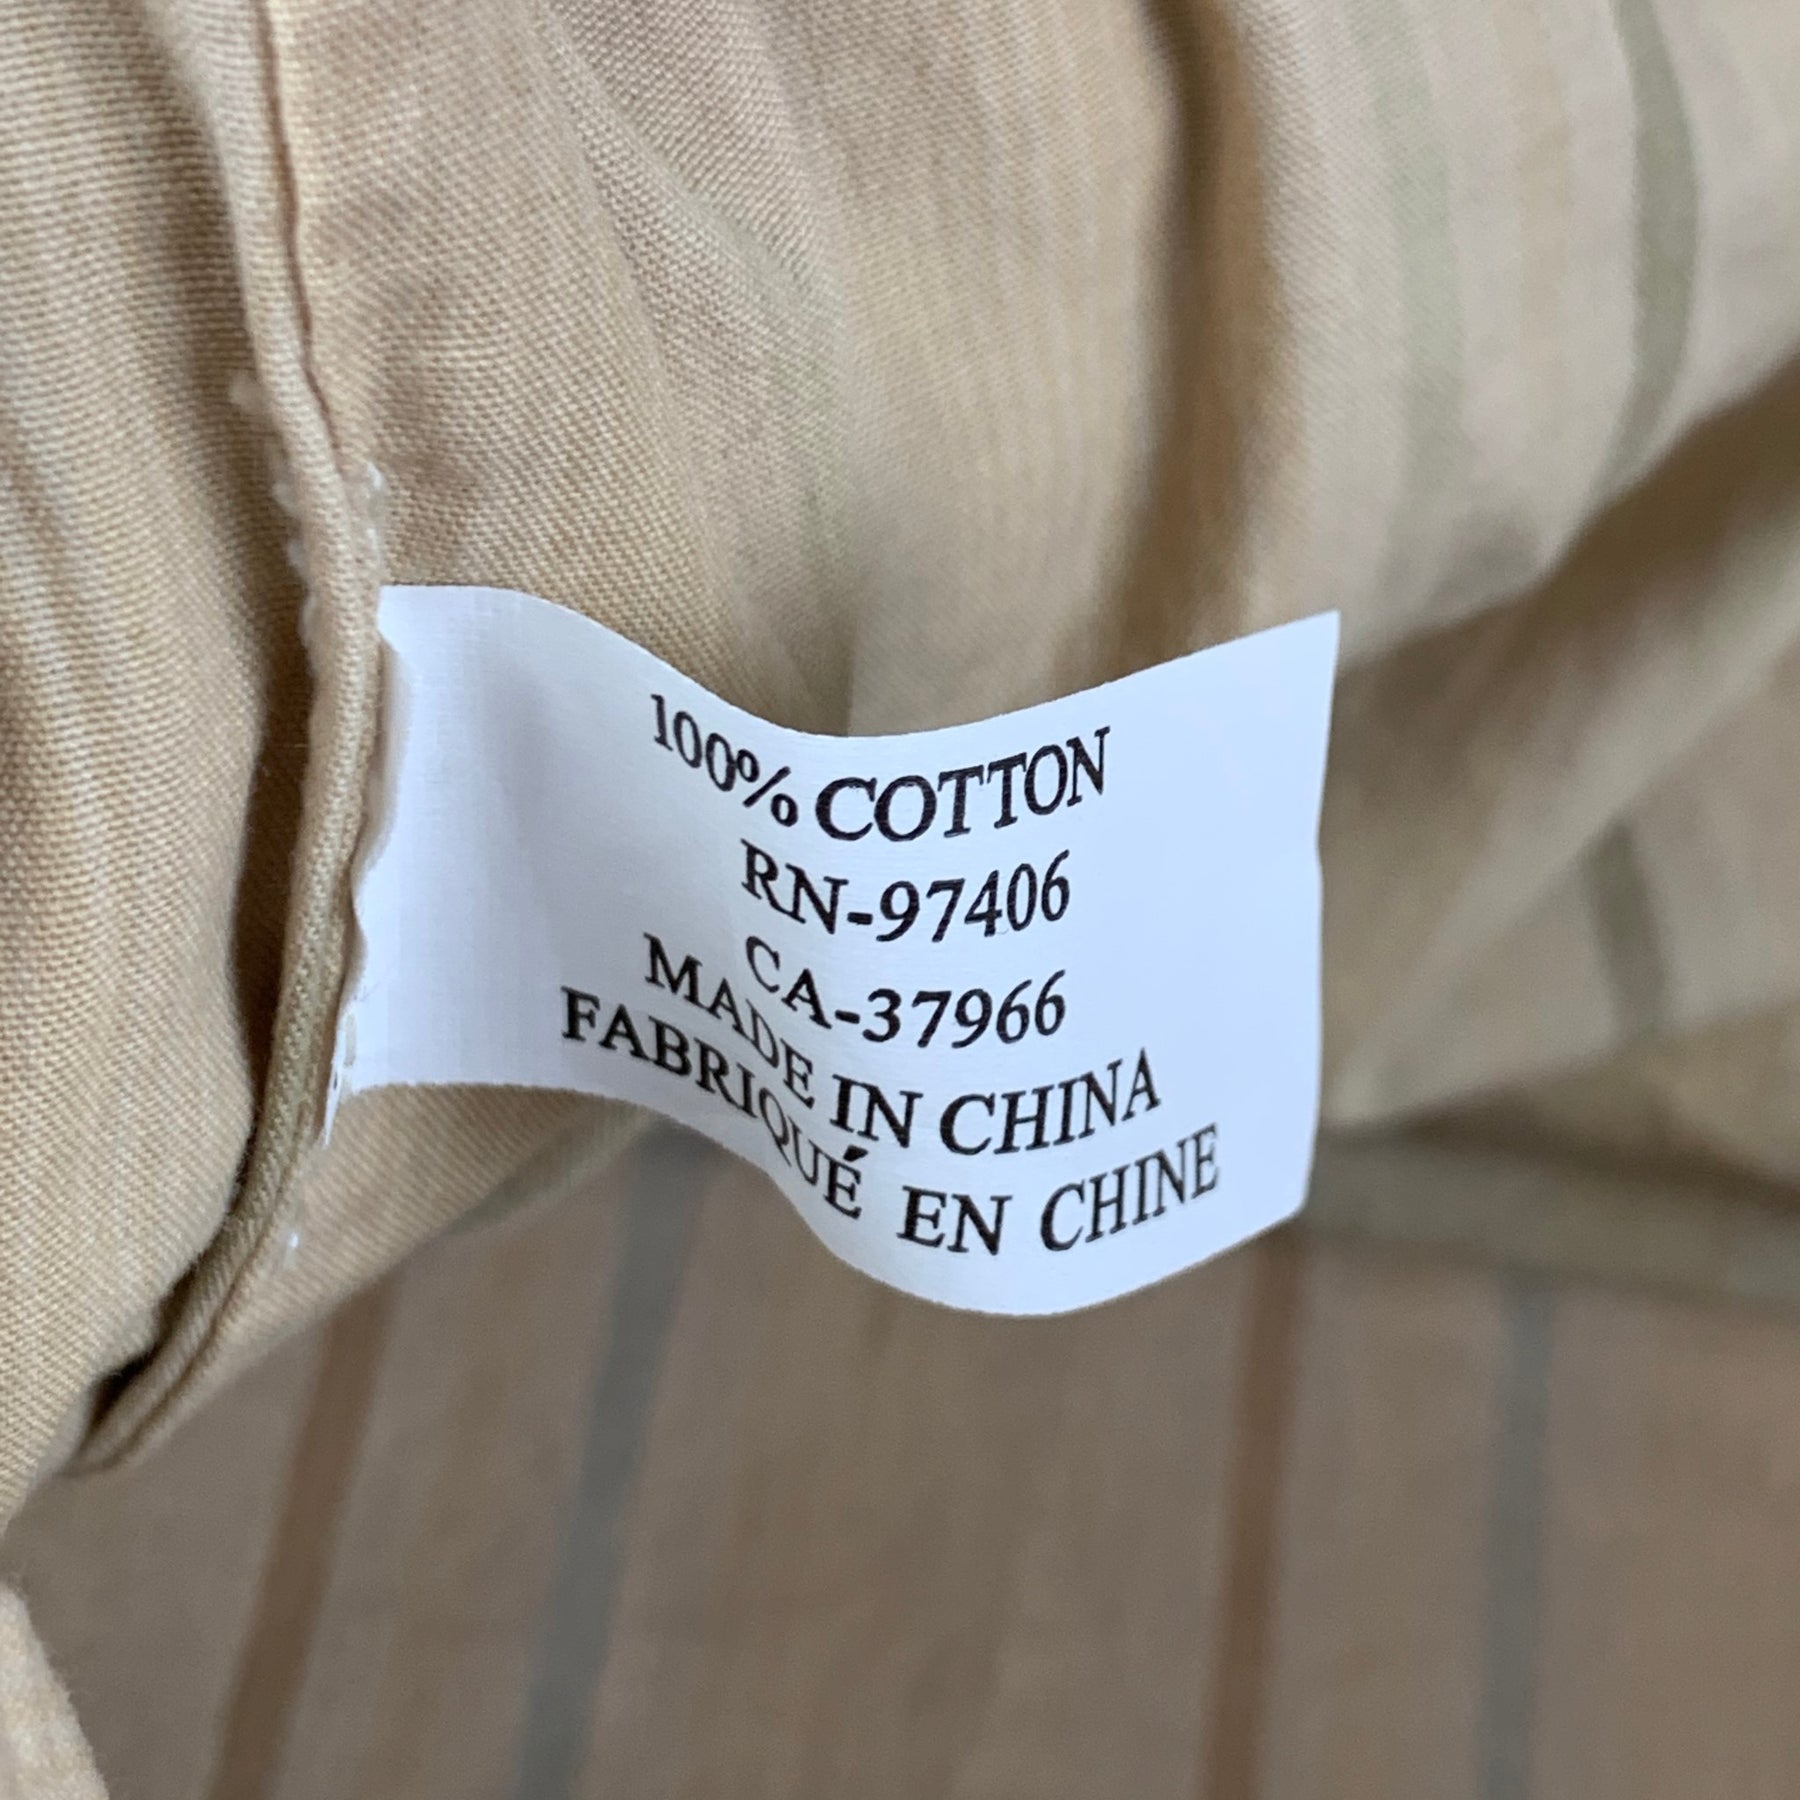 100% COTTON
RN-97406
CA-37966
MADE IN CHINA
FABRIQUÉ EN CHINE